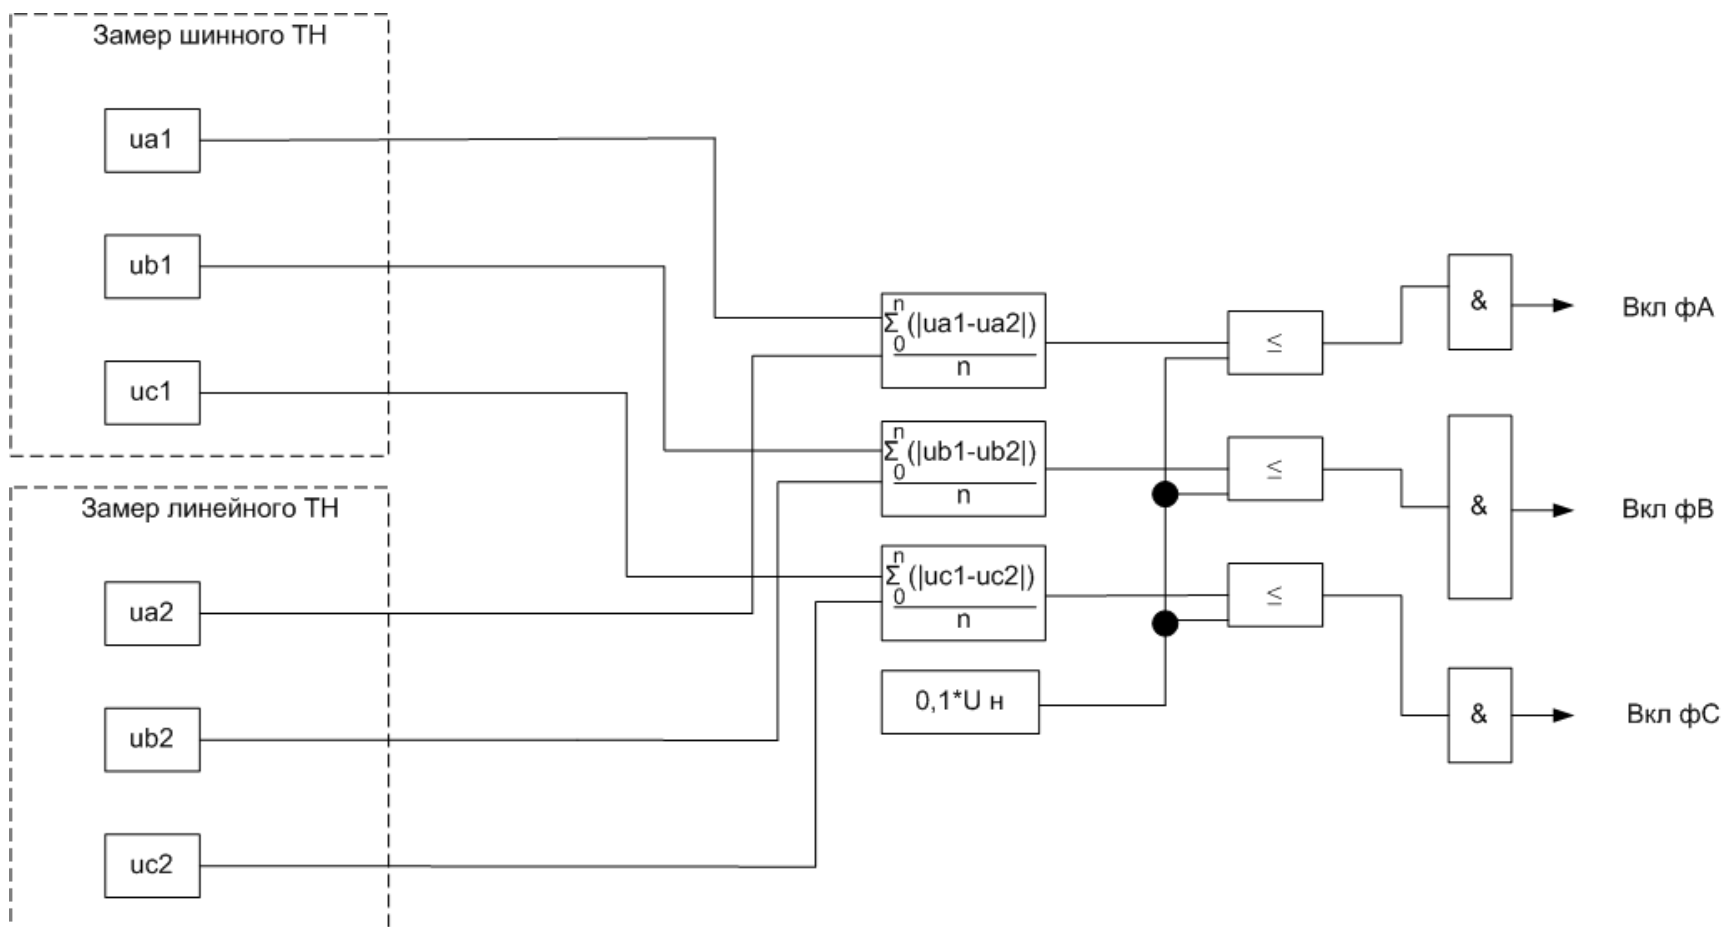 Замер шинного ТН
ua1
ub1
uc1
Замер линейного ТН
ua2
ub2
uc2
n
Σ (|ua1-ua2|)
0
n
n
Σ (|ub1-ub2|)
0
n
n
Σ (|uc1-uc2|)
0
n
0,1*U н
≤
≤
≤
&
&
&
Вкл фА
Вкл фВ
Вкл фС